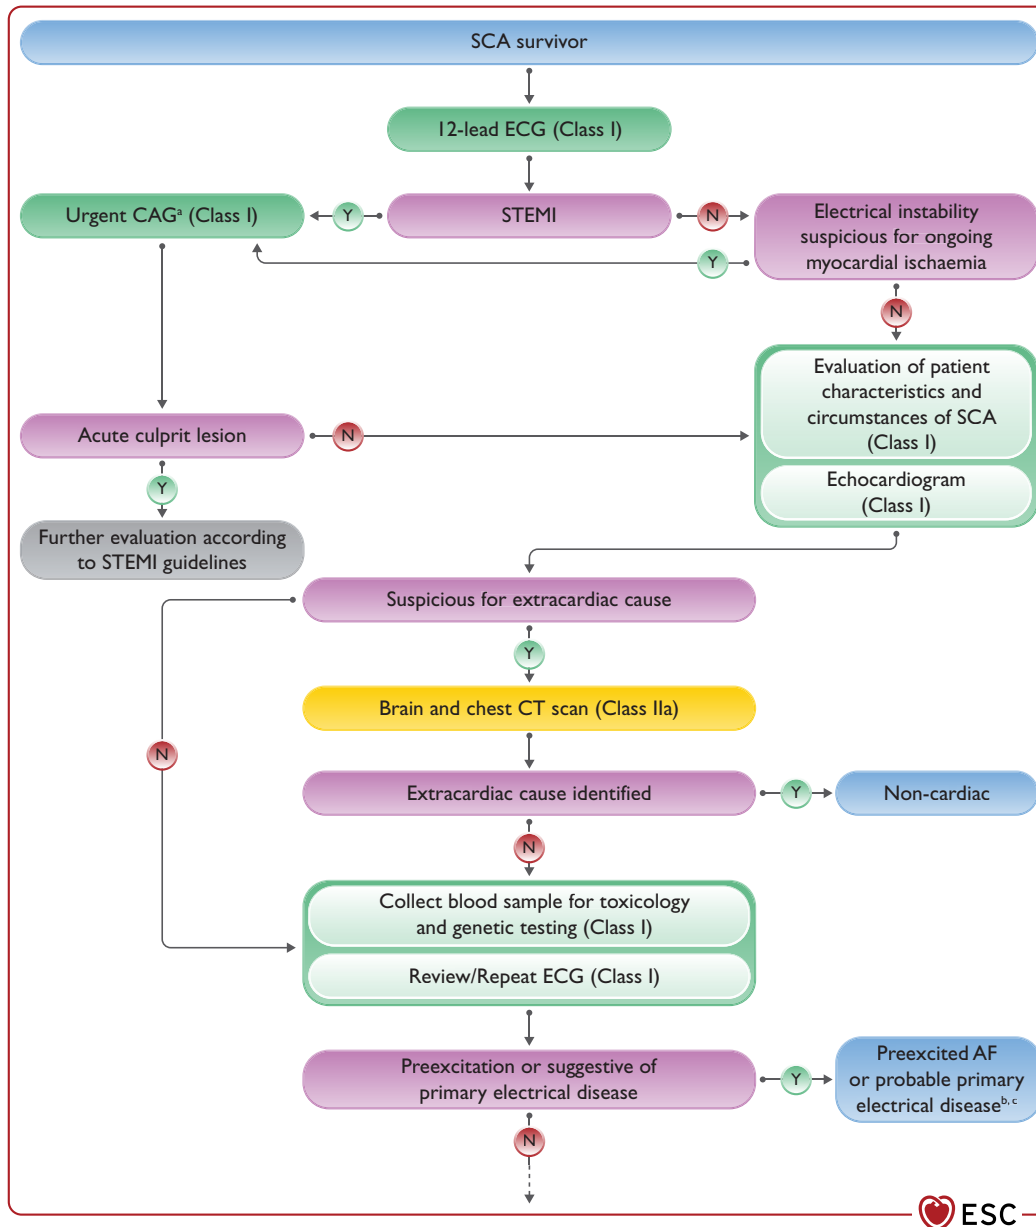 SCA survivor
12-lead ECG (Class I)
Urgent CAGᵃ (Class I)
Y
STEMI
N
Electrical instability
suspicious for ongoing
myocardial ischaemia
Y
N
Evaluation of patient
characteristics and
circumstances of SCA
(Class I)
Echocardiogram
(Class I)
Acute culprit lesion
N
Y
Further evaluation according
to STEMI guidelines
Suspicious for extracardiac cause
Y
Brain and chest CT scan (Class IIa)
N
Extracardiac cause identified
Y
Non-cardiac
N
Collect blood sample for toxicology
and genetic testing (Class I)
Review/Repeat ECG (Class I)
Preexcitation or suggestive of
primary electrical disease
Y
Preexcited AF
or probable primary
electrical diseaseᵇ,ᶜ
N
ESC